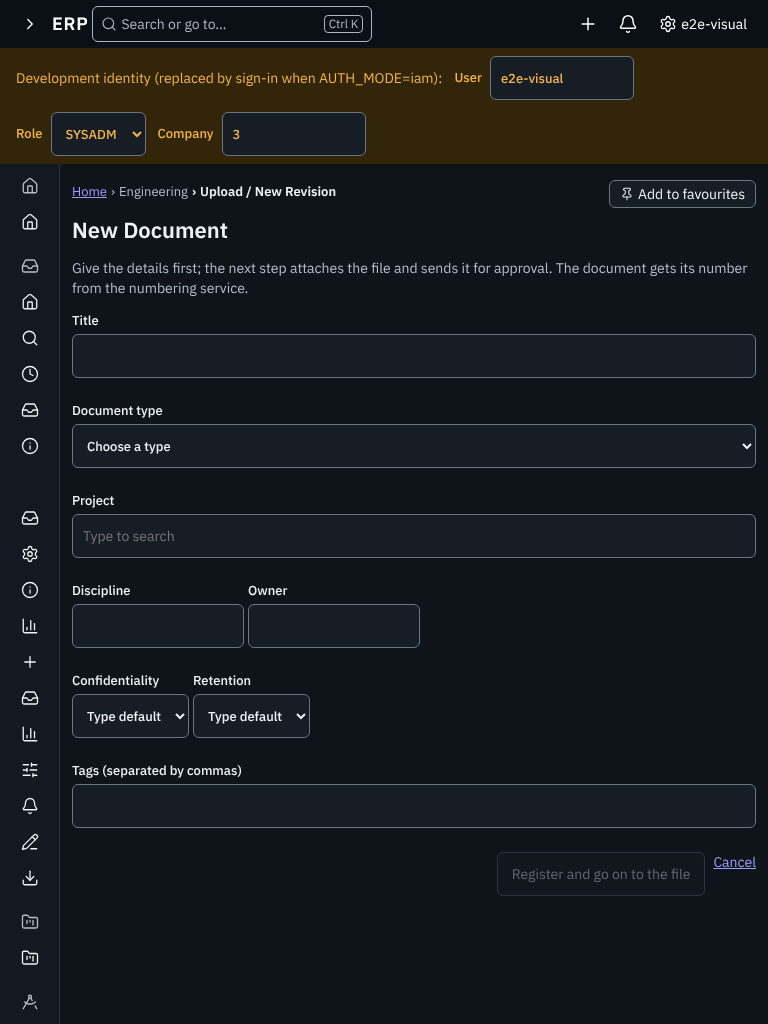 ERP
Search or go to...
Ctrl K
e2e-visual
Development identity (replaced by sign-in when AUTH_MODE=iam):
User
e2e-visual
Role
SYSADM
Company
3
Home › Engineering › Upload / New Revision
Add to favourites
New Document
Give the details first; the next step attaches the file and sends it for approval. The document gets its number
from the numbering service.
Title
Document type
Choose a type
Project
Type to search
Discipline
Owner
Confidentiality
Retention
Type default
Type default
Tags (separated by commas)
Register and go on to the file
Cancel